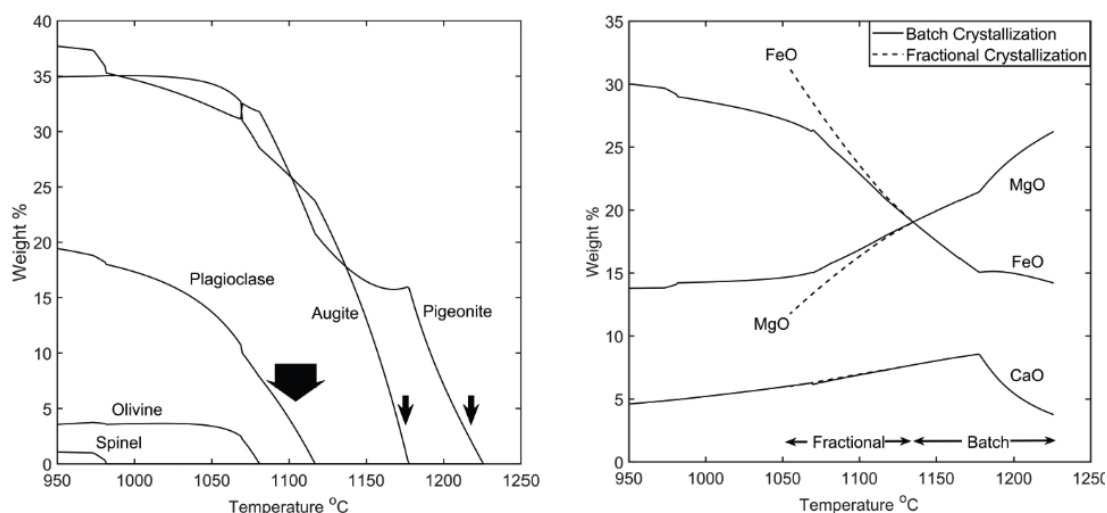 40
35
30
25
20
15
10
5
0
Weight %
Plagioclase
Augite
Pigeonite
Olivine
Spinel
950 1000 1050 1100 1150 1200 1250
Temperature °C
Batch Crystallization
Fractional Crystallization
35
30
25
20
15
10
5
0
Weight %
FeO
MgO
FeO
MgO
CaO
Fractional
Batch
950 1000 1050 1100 1150 1200 1250
Temperature °C